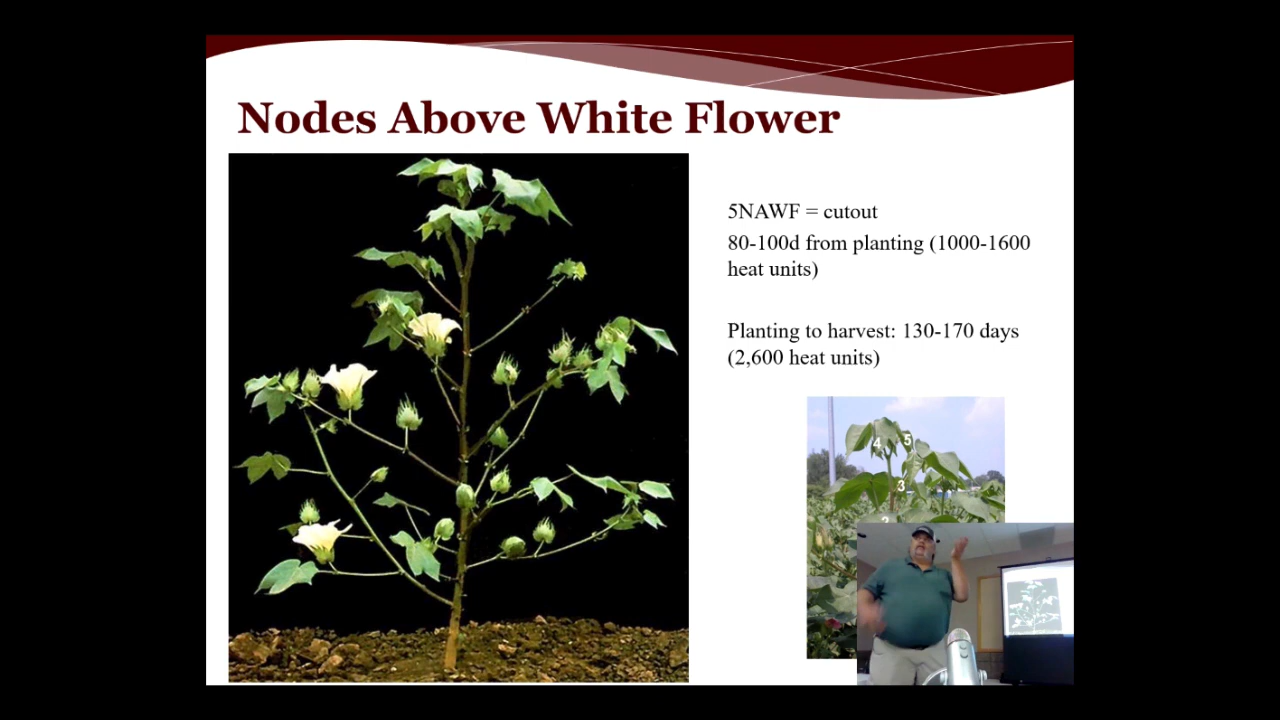 Nodes Above White Flower
5NAWF = cutout
80-100d from planting (1000-1600
heat units)
Planting to harvest: 130-170 days
(2,600 heat units)
4 5
3
2